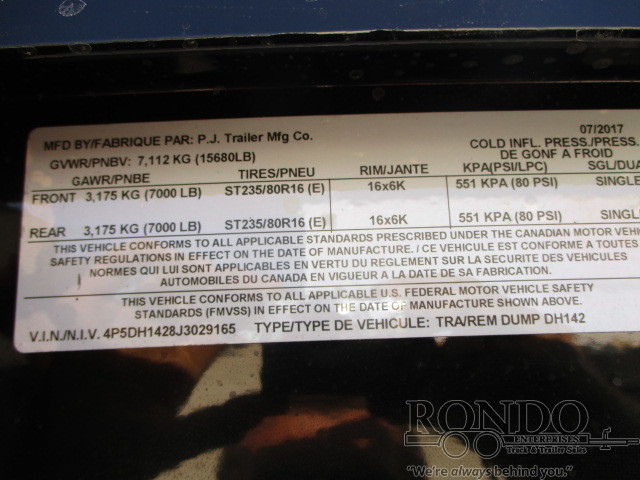 MFD BY/FABRIQUE PAR: P.J. Trailer Mfg Co.
07/2017
GVWR/PNBV: 7,112 KG (15680LB)
COLD INFL. PRESS./PRESS.
DE GONF A FROID
GAWR/PNBE TIRES/PNEU RIM/JANTE KPA(PSI/LPC) SGL/DUAL
FRONT 3,175 KG (7000 LB) ST235/80R16 (E) 16x6K 551 KPA (80 PSI) SINGLE
REAR 3,175 KG (7000 LB) ST235/80R16 (E) 16x6K 551 KPA (80 PSI) SINGLE
THIS VEHICLE CONFORMS TO ALL APPLICABLE STANDARDS PRESCRIBED UNDER THE CANADIAN MOTOR VEHI
SAFETY REGULATIONS IN EFFECT ON THE DATE OF MANUFACTURE. / CE VEHICULE EST CONFORME A TOUTES
NORMES QUI LUI SONT APPLICABLES EN VERTU DU REGLEMENT SUR LA SECURITE DES VEHICULES
AUTOMOBILES DU CANADA EN VIGUEUR A LA DATE DE SA FABRICATION.
THIS VEHICLE CONFORMS TO ALL APPLICABLE U.S. FEDERAL MOTOR VEHICLE SAFETY
STANDARDS (FMVSS) IN EFFECT ON THE DATE OF MANUFACTURE SHOWN ABOVE.
V.I.N./N.I.V. 4P5DH1428J3029165 TYPE/TYPE DE VEHICULE: TRA/REM DUMP DH142
RONDO
ENTERPRISES
Truck & Trailer Sales
"We're always behind you."